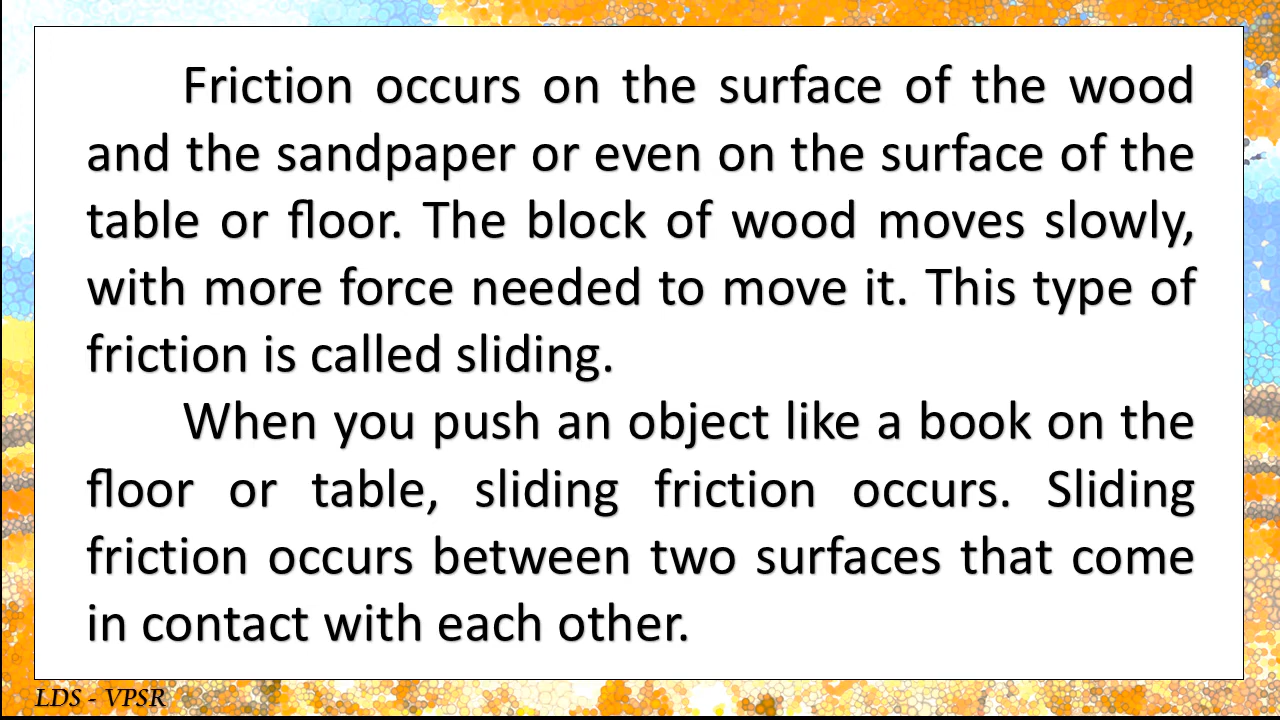 Friction occurs on the surface of the wood
and the sandpaper or even on the surface of the
table or floor. The block of wood moves slowly,
with more force needed to move it. This type of
friction is called sliding.
When you push an object like a book on the
floor or table, sliding friction occurs. Sliding
friction occurs between two surfaces that come
in contact with each other.
LDS - VPSR